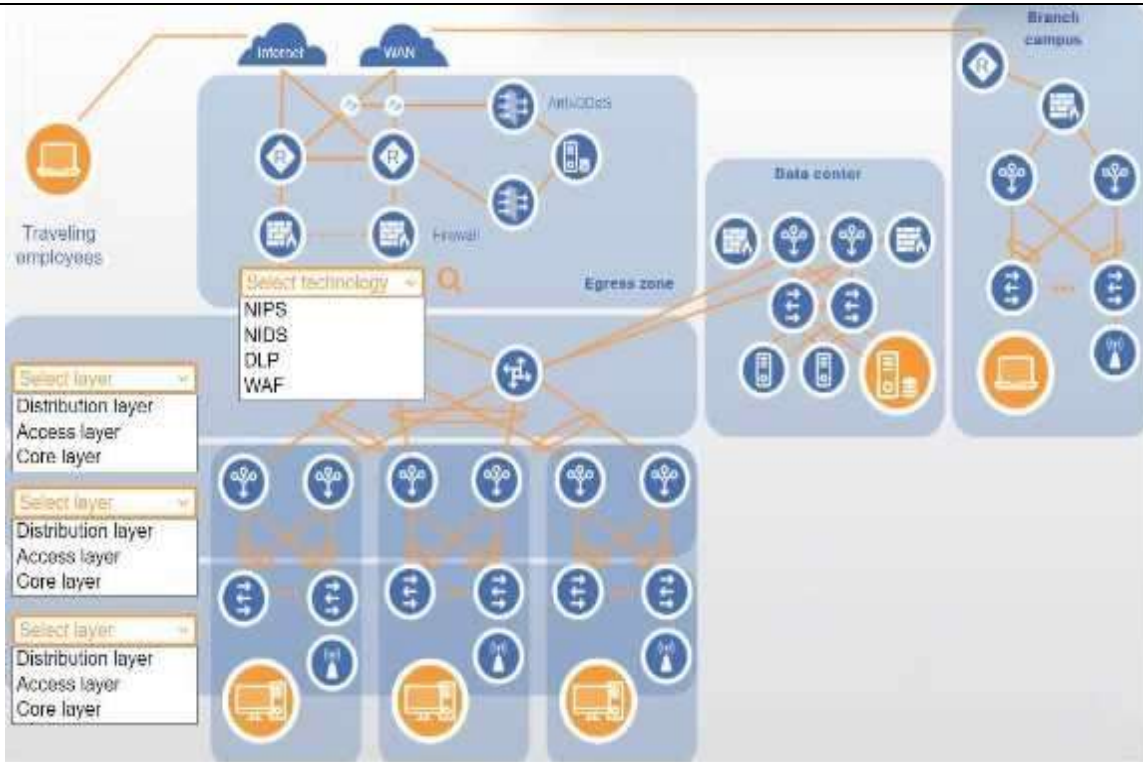 Branch
campus
Internet
WAN
Anti-DDoS
R
R
R
Traveling
employees
Firewall
Data center
Select technology
NIPS
NIDS
DLP
WAF
Egress zone
Select layer
Distribution layer
Access layer
Core layer
Select layer
Distribution layer
Access layer
Core layer
Select layer
Distribution layer
Access layer
Core layer